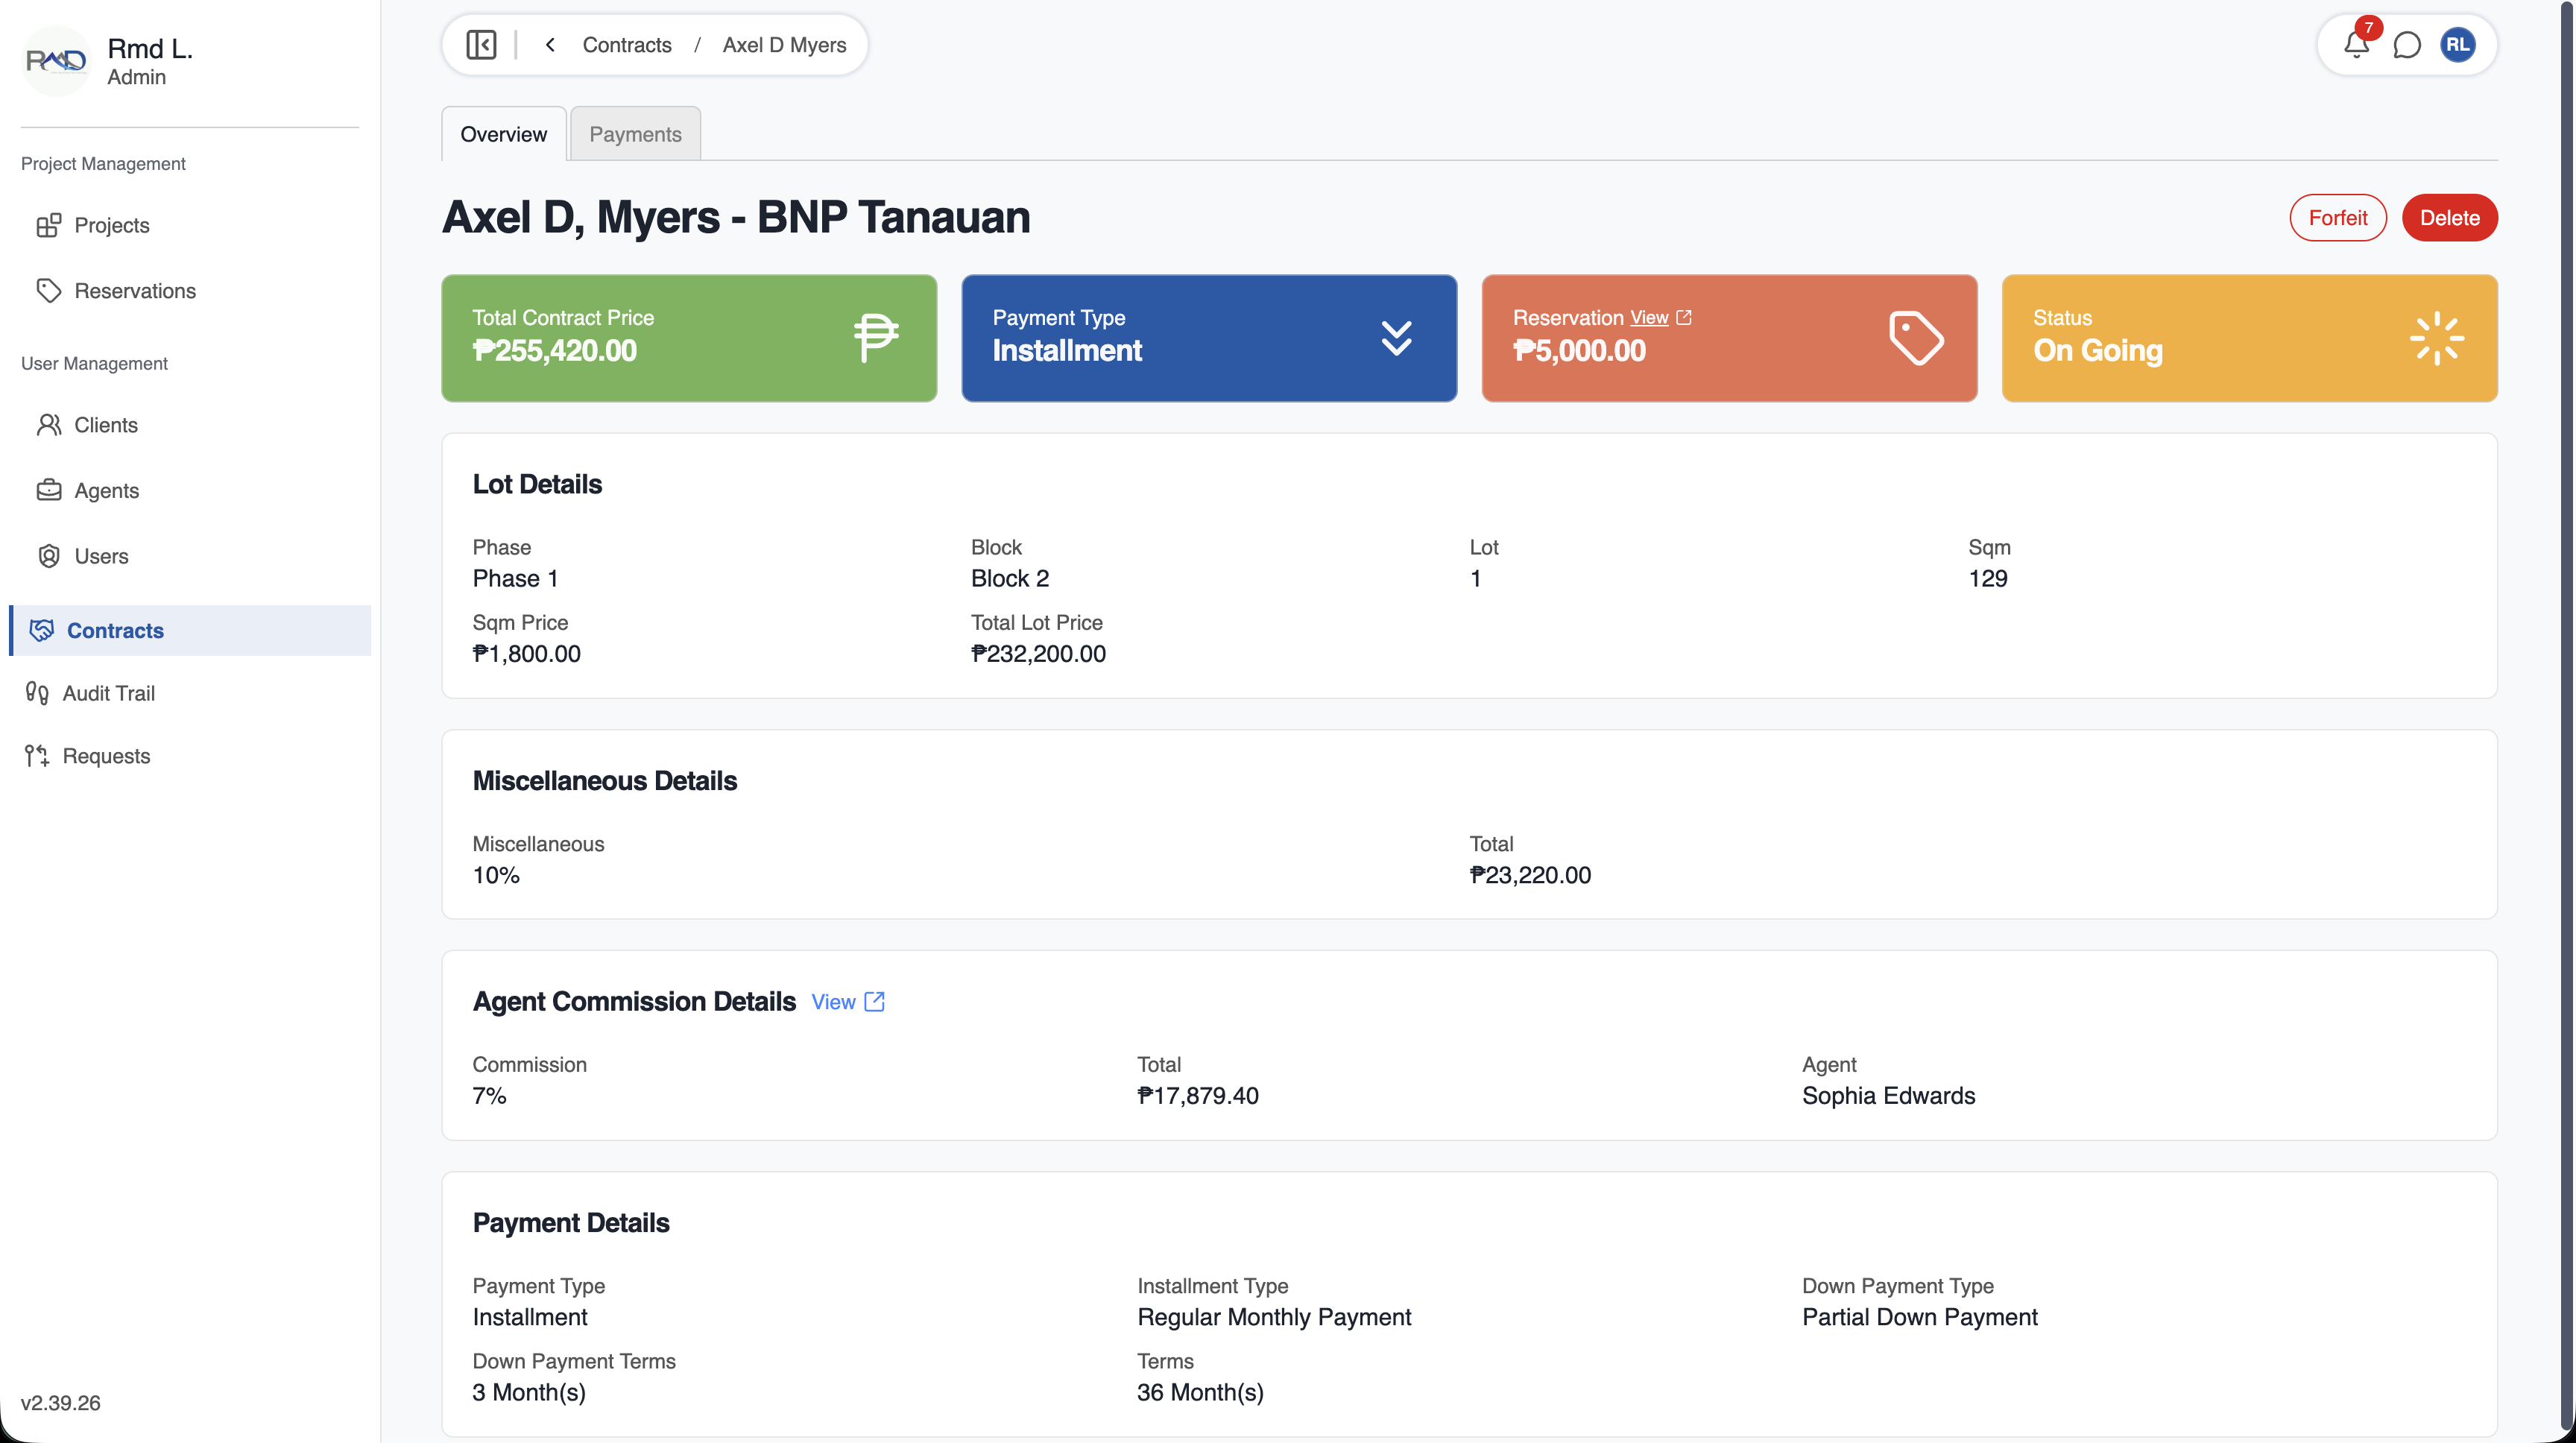 RMD
Rmd L.
Admin
Project Management
Projects
Reservations
User Management
Clients
Agents
Users
Contracts
Audit Trail
Requests
v2.39.26
Contracts / Axel D Myers
7
RL
Overview
Payments
Axel D, Myers - BNP Tanauan
Forfeit
Delete
Total Contract Price
₱255,420.00
Payment Type
Installment
Reservation View
₱5,000.00
Status
On Going
Lot Details
Phase
Phase 1
Block
Block 2
Lot
1
Sqm
129
Sqm Price
₱1,800.00
Total Lot Price
₱232,200.00
Miscellaneous Details
Miscellaneous
10%
Total
₱23,220.00
Agent Commission Details View
Commission
7%
Total
₱17,879.40
Agent
Sophia Edwards
Payment Details
Payment Type
Installment
Installment Type
Regular Monthly Payment
Down Payment Type
Partial Down Payment
Down Payment Terms
3 Month(s)
Terms
36 Month(s)